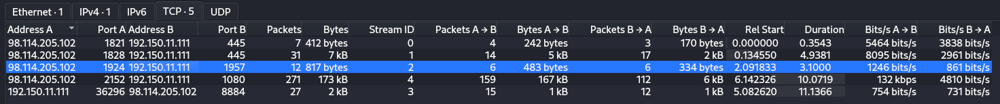 Ethernet · 1 IPv4 · 1 IPv6 TCP · 5 UDP
Address A Port A Address B Port B Packets Bytes Stream ID Packets A → B Bytes A → B Packets B → A Bytes B → A Rel Start Duration Bits/s A → B Bits/s B → A
98.114.205.102 1821 192.150.11.111 445 7 412 bytes 0 4 242 bytes 3 170 bytes 0.000000 0.3543 5464 bits/s 3838 bits/s
98.114.205.102 1828 192.150.11.111 445 31 7 kB 1 14 5 kB 17 2 kB 0.134550 4.9381 8095 bits/s 2961 bits/s
98.114.205.102 1924 192.150.11.111 1957 12 817 bytes 2 6 483 bytes 6 334 bytes 2.091833 3.1000 1246 bits/s 861 bits/s
98.114.205.102 2152 192.150.11.111 1080 271 173 kB 4 159 167 kB 112 6 kB 6.142326 10.0719 132 kbps 4810 bits/s
192.150.11.111 36296 98.114.205.102 8884 27 2 kB 3 15 1 kB 12 1 kB 5.082620 11.1366 754 bits/s 731 bits/s